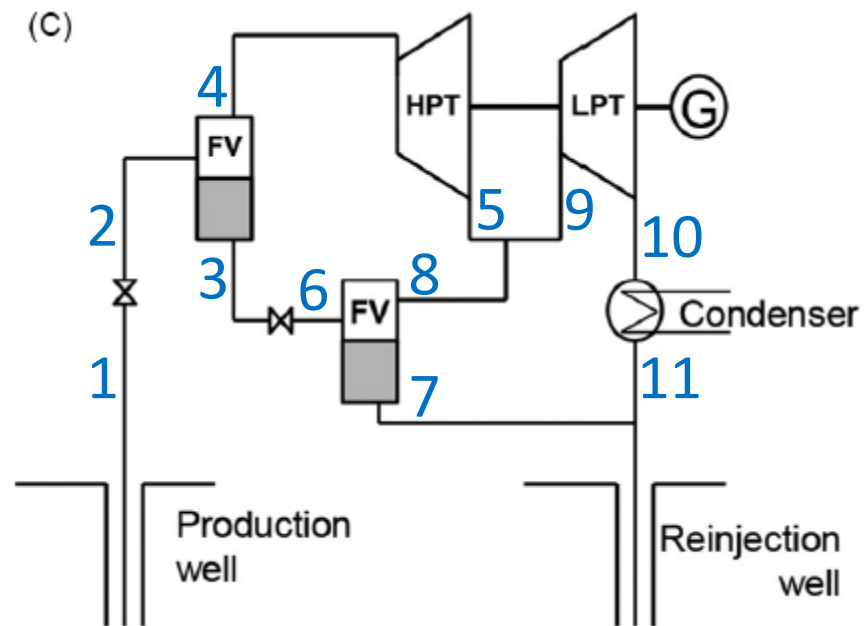 (C)
4
HPT
LPT
G
FV
2
5
9
10
3
6
8
FV
Condenser
1
7
11
Production
well
Reinjection
well